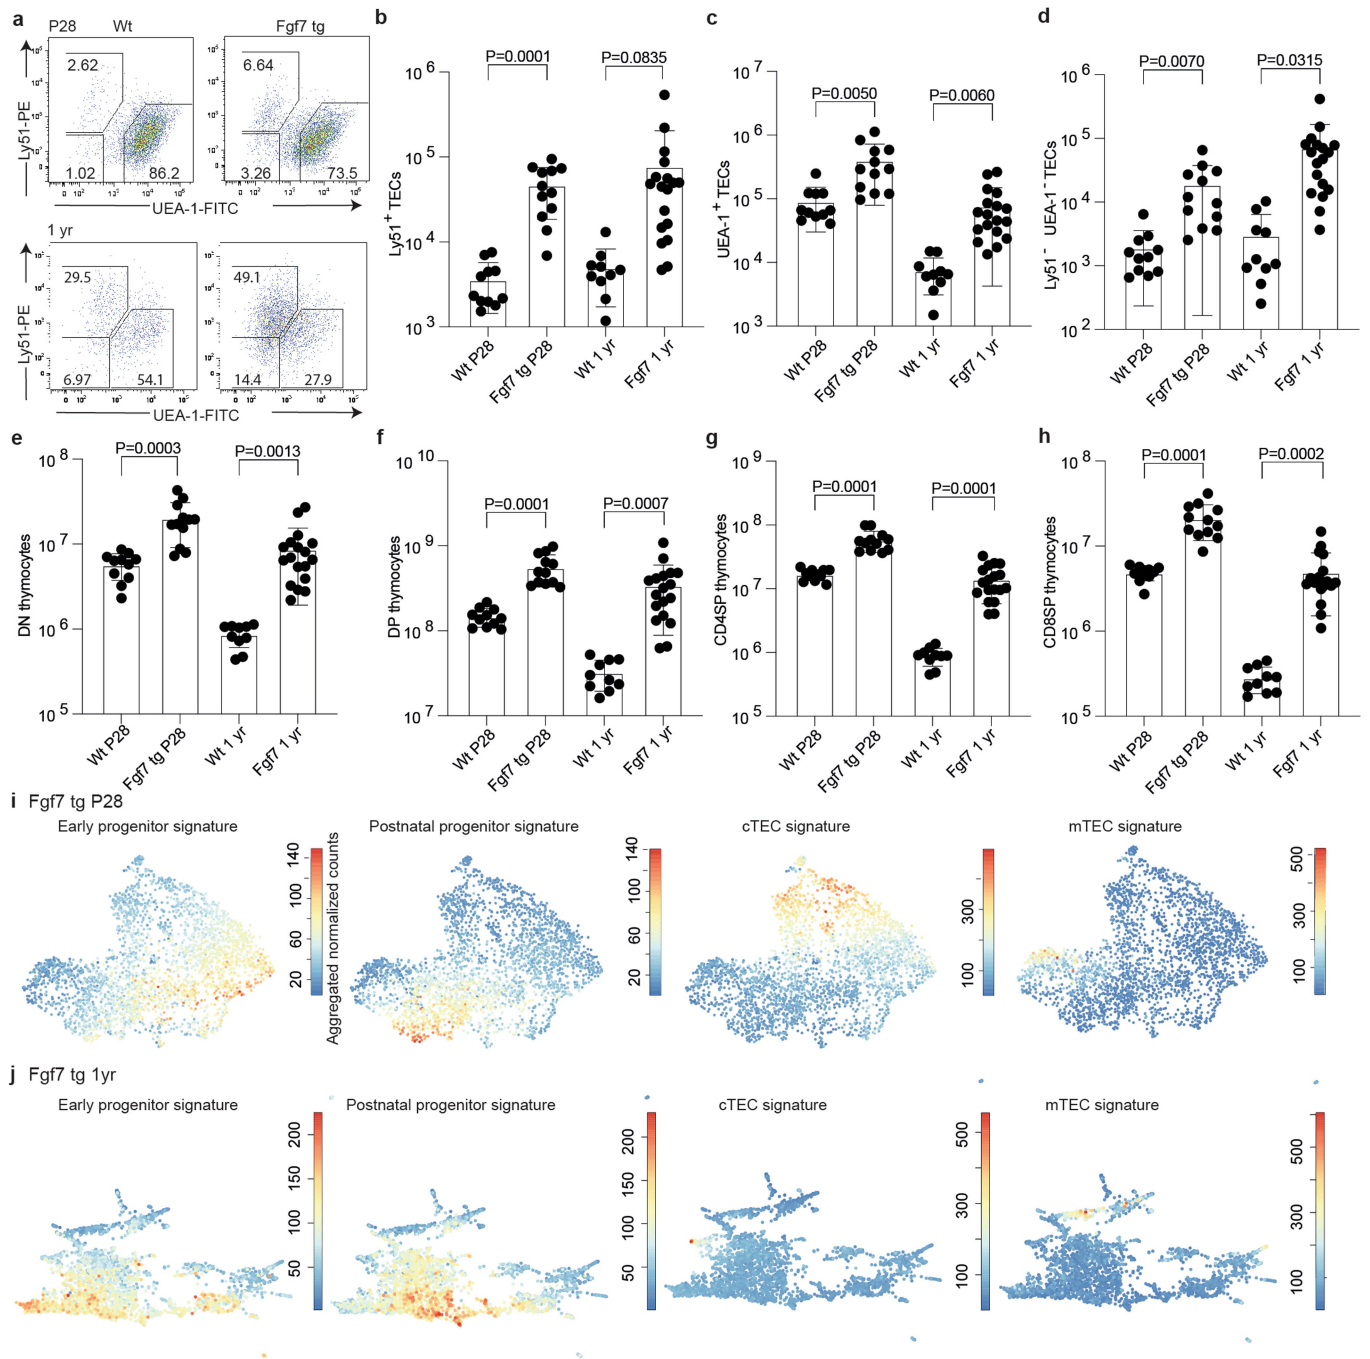 a
P28 Wt Fgf7 tg
2.62
1.02 86.2
6.64
3.26 73.5
Ly51-PE
UEA-1-FITC
1 yr
29.5
6.97 54.1
49.1
14.4 27.9
Ly51-PE
UEA-1-FITC
b
P=0.0001 P=0.0835
Ly51+ TECs
10^6
10^5
10^4
10^3
Wt P28
Fgf7 tg P28
Wt 1 yr
Fgf7 1 yr
c
P=0.0050 P=0.0060
UEA-1+ TECs
10^7
10^6
10^5
10^4
10^3
Wt P28
Fgf7 tg P28
Wt 1 yr
Fgf7 1 yr
d
P=0.0070 P=0.0315
Ly51- UEA-1- TECs
10^6
10^5
10^4
10^3
10^2
Wt P28
Fgf7 tg P28
Wt 1 yr
Fgf7 1 yr
e
P=0.0003 P=0.0013
DN thymocytes
10^8
10^7
10^6
10^5
Wt P28
Fgf7 tg P28
Wt 1 yr
Fgf7 1 yr
f
P=0.0001 P=0.0007
DP thymocytes
10^10
10^9
10^8
10^7
Wt P28
Fgf7 tg P28
Wt 1 yr
Fgf7 1 yr
g
P=0.0001 P=0.0001
CD4SP thymocytes
10^9
10^8
10^7
10^6
10^5
Wt P28
Fgf7 tg P28
Wt 1 yr
Fgf7 1 yr
h
P=0.0001 P=0.0002
CD8SP thymocytes
10^8
10^7
10^6
10^5
Wt P28
Fgf7 tg P28
Wt 1 yr
Fgf7 1 yr
i Fgf7 tg P28
Early progenitor signature
140
100
60
20
Aggregated normalized counts
Postnatal progenitor signature
140
100
60
20
cTEC signature
300
100
mTEC signature
500
300
100
j Fgf7 tg 1yr
Early progenitor signature
200
150
100
50
Postnatal progenitor signature
200
150
100
50
cTEC signature
500
300
100
mTEC signature
500
300
100